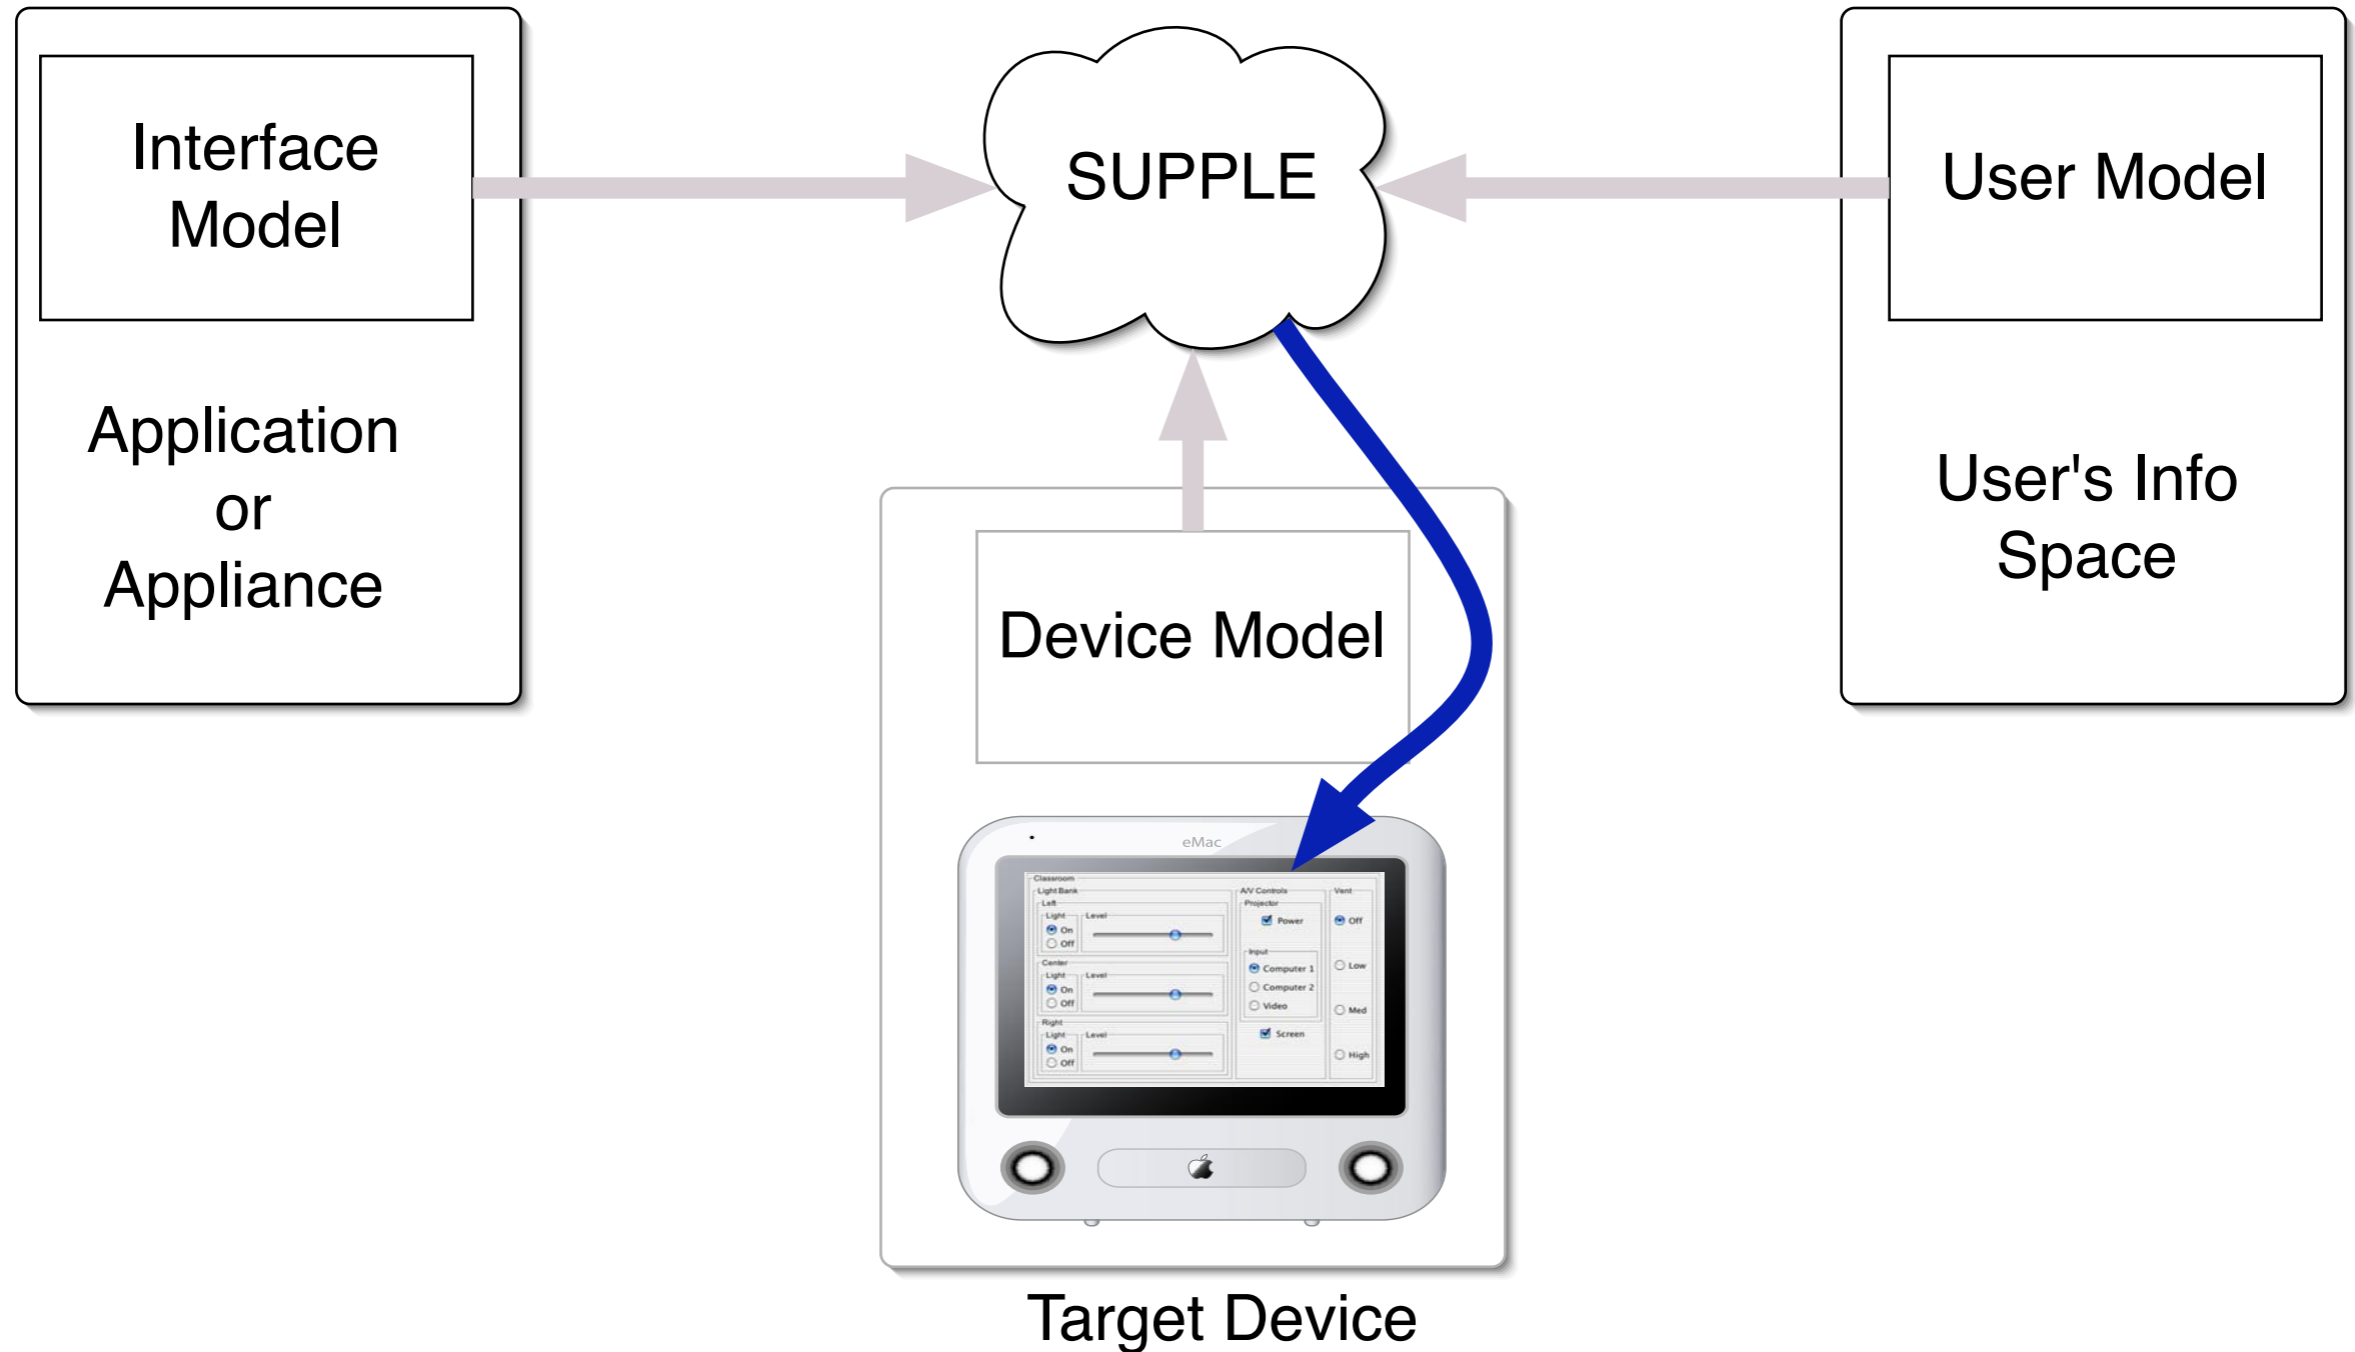 Interface
Model
Application
or
Appliance
SUPPLE
User Model
User's Info
Space
Device Model
eMac
Classroom
Light Bank
Left
Light
Level
On
Off
Center
Light
Level
On
Off
Right
Light
Level
On
Off
A/V Controls
Projector
Power
Input
Computer 1
Computer 2
Video
Screen
Vent
Off
Low
Med
High
Target Device